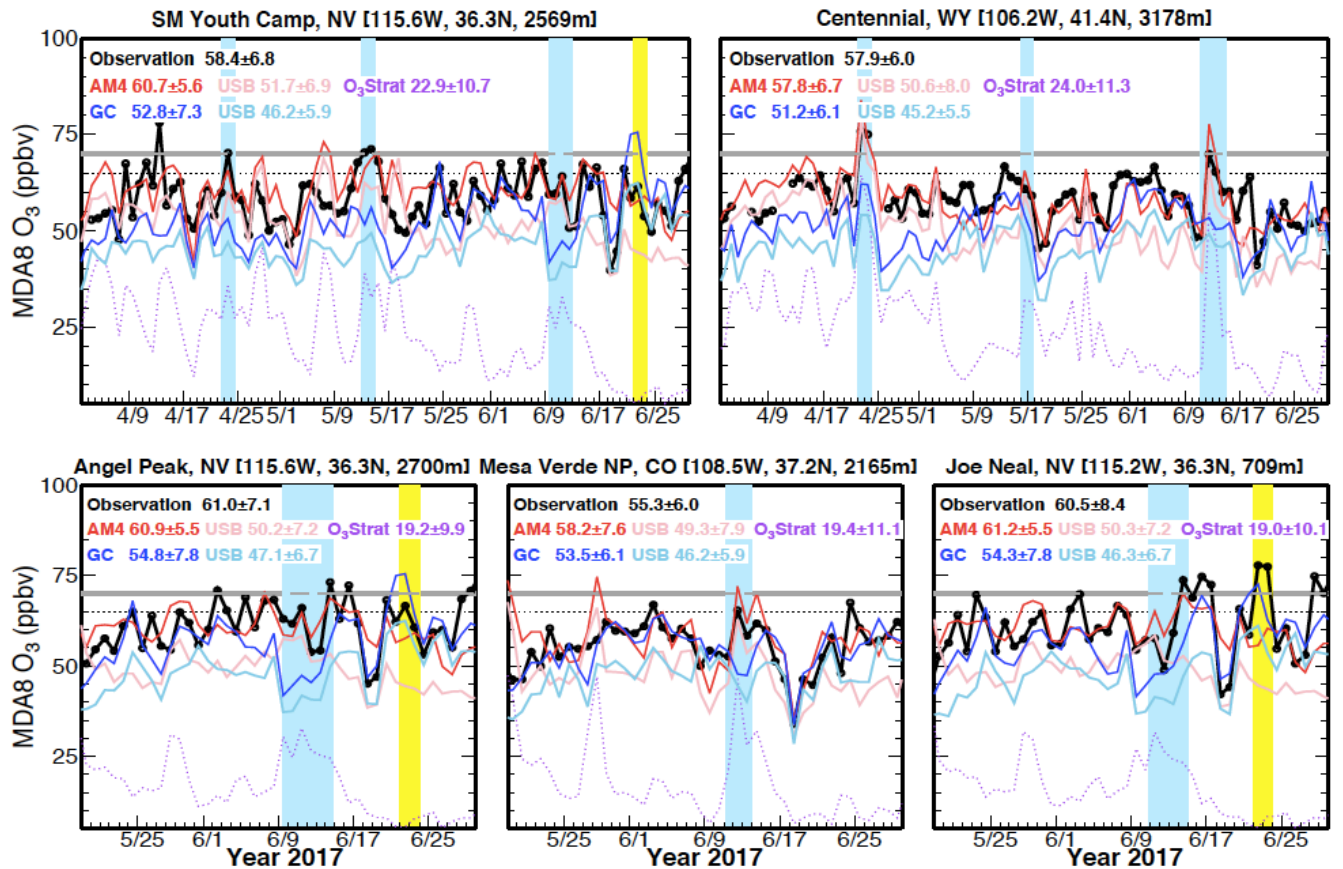 SM Youth Camp, NV [115.6W, 36.3N, 2569m]
Centennial, WY [106.2W, 41.4N, 3178m]
MDA8 O3 (ppbv)
100
75
50
25
Observation 58.4±6.8
AM4 60.7±5.6 USB 51.7±6.9 O3Strat 22.9±10.7
GC 52.8±7.3 USB 46.2±5.9
4/9 4/17 4/25 5/1 5/9 5/17 5/25 6/1 6/9 6/17 6/25
Observation 57.9±6.0
AM4 57.8±6.7 USB 50.6±8.0 O3Strat 24.0±11.3
GC 51.2±6.1 USB 45.2±5.5
4/9 4/17 4/25 5/1 5/9 5/17 5/25 6/1 6/9 6/17 6/25
Angel Peak, NV [115.6W, 36.3N, 2700m]
Mesa Verde NP, CO [108.5W, 37.2N, 2165m]
Joe Neal, NV [115.2W, 36.3N, 709m]
MDA8 O3 (ppbv)
100
75
50
25
Observation 61.0±7.1
AM4 60.9±5.5 USB 50.2±7.2 O3Strat 19.2±9.9
GC 54.8±7.8 USB 47.1±6.7
5/25 6/1 6/9 6/17 6/25
Year 2017
Observation 55.3±6.0
AM4 58.2±7.6 USB 49.3±7.9 O3Strat 19.4±11.1
GC 53.5±6.1 USB 46.2±5.9
5/25 6/1 6/9 6/17 6/25
Year 2017
Observation 60.5±8.4
AM4 61.2±5.5 USB 50.3±7.2 O3Strat 19.0±10.1
GC 54.3±7.8 USB 46.3±6.7
5/25 6/1 6/9 6/17 6/25
Year 2017